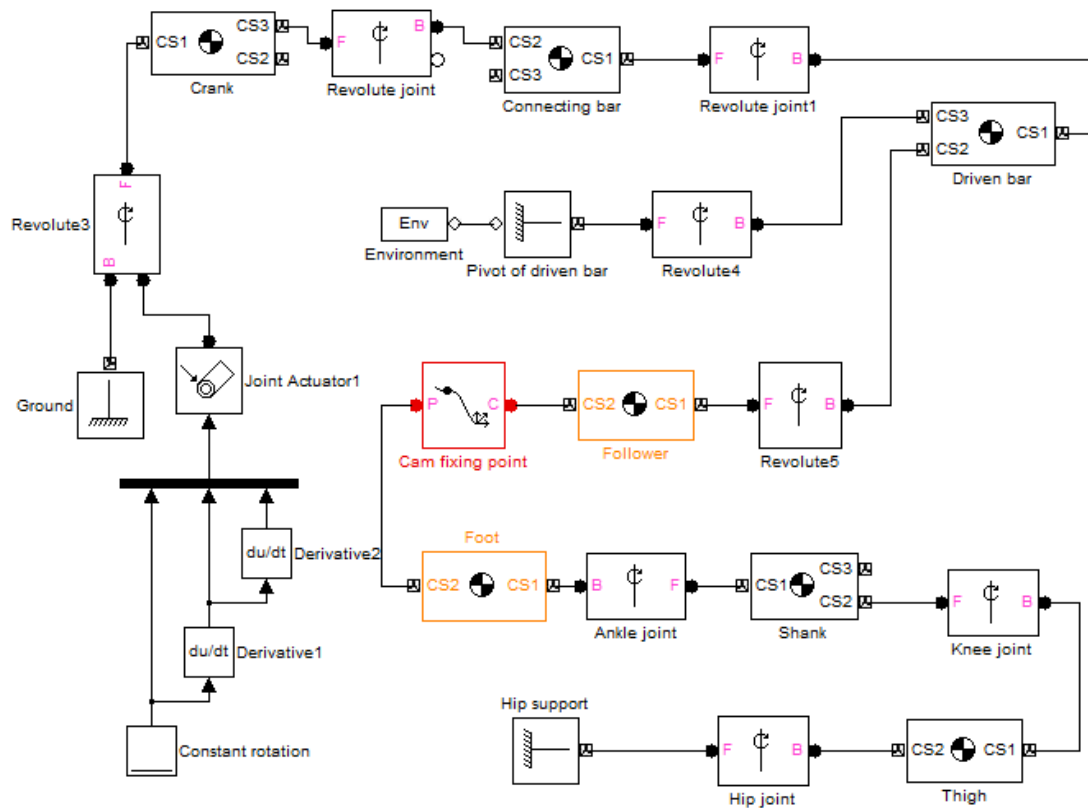 CS1
CS3
CS2
Crank
F
B
Revolute joint
CS2
CS3
CS1
Connecting bar
F
B
Revolute joint1
CS3
CS2
CS1
Driven bar
Revolute3
F
B
Env
Environment
Pivot of driven bar
F
B
Revolute4
Ground
Joint Actuator1
P
C
Cam fixing point
CS2
CS1
Follower
F
B
Revolute5
du/dt
Derivative2
Foot
CS2
CS1
B
F
Ankle joint
CS1
CS3
CS2
Shank
F
B
Knee joint
du/dt
Derivative1
Constant rotation
Hip support
F
B
Hip joint
CS2
CS1
Thigh